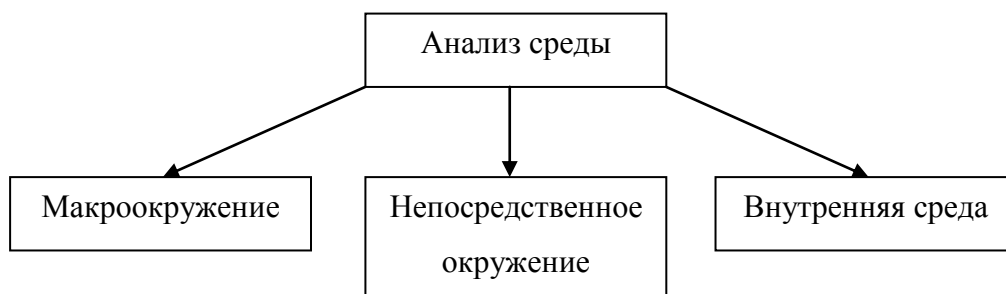 Анализ среды
Макроокружение
Непосредственное
окружение
Внутренняя среда